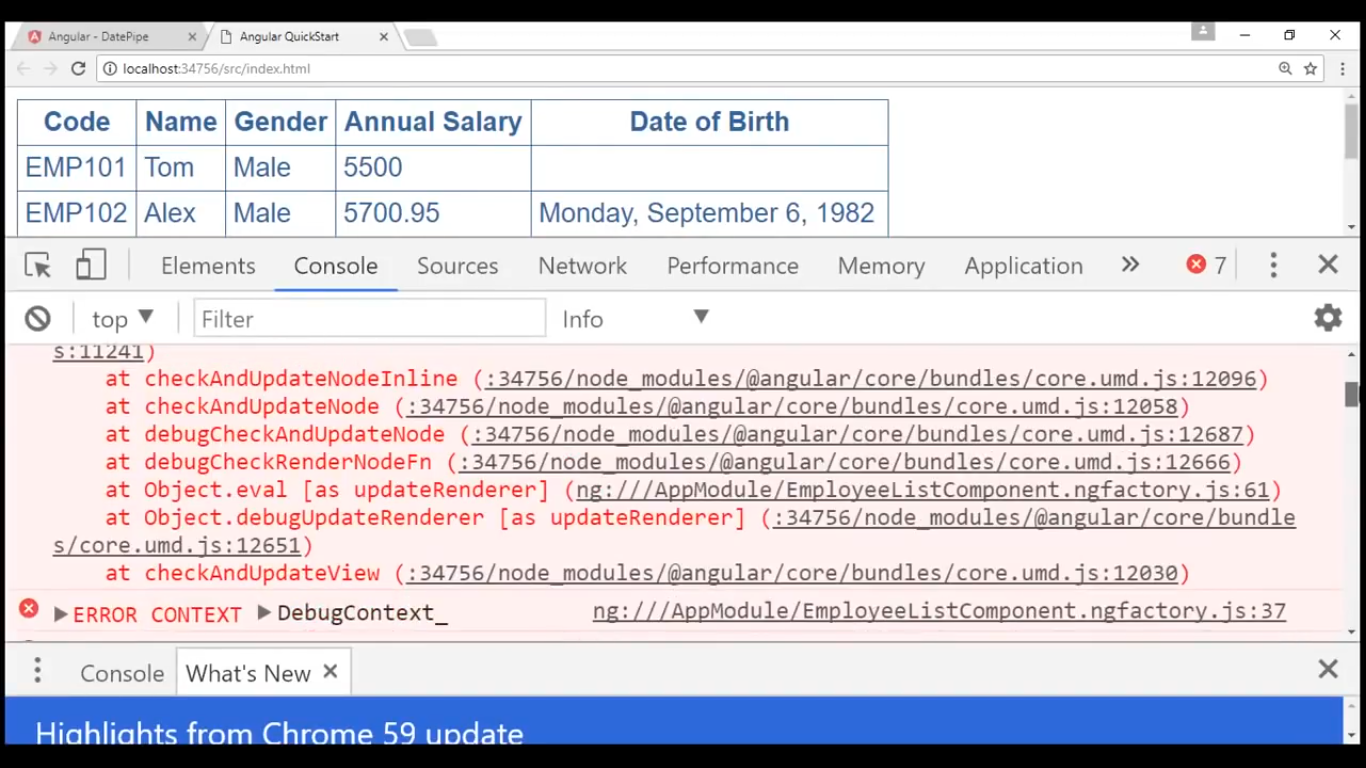 Angular - DatePipe
Angular QuickStart
localhost:34756/src/index.html
Code Name Gender Annual Salary Date of Birth
EMP101 Tom Male 5500
EMP102 Alex Male 5700.95 Monday, September 6, 1982
Elements Console Sources Network Performance Memory Application » 7
top Filter Info
s:11241)
at checkAndUpdateNodeInline (:34756/node_modules/@angular/core/bundles/core.umd.js:12096)
at checkAndUpdateNode (:34756/node_modules/@angular/core/bundles/core.umd.js:12058)
at debugCheckAndUpdateNode (:34756/node_modules/@angular/core/bundles/core.umd.js:12687)
at debugCheckRenderNodeFn (:34756/node_modules/@angular/core/bundles/core.umd.js:12666)
at Object.eval [as updateRenderer] (ng:///AppModule/EmployeeListComponent.ngfactory.js:61)
at Object.debugUpdateRenderer [as updateRenderer] (:34756/node_modules/@angular/core/bundle
s/core.umd.js:12651)
at checkAndUpdateView (:34756/node_modules/@angular/core/bundles/core.umd.js:12030)
ERROR CONTEXT DebugContext_ ng:///AppModule/EmployeeListComponent.ngfactory.js:37
Console What's New
Highlights from Chrome 59 update